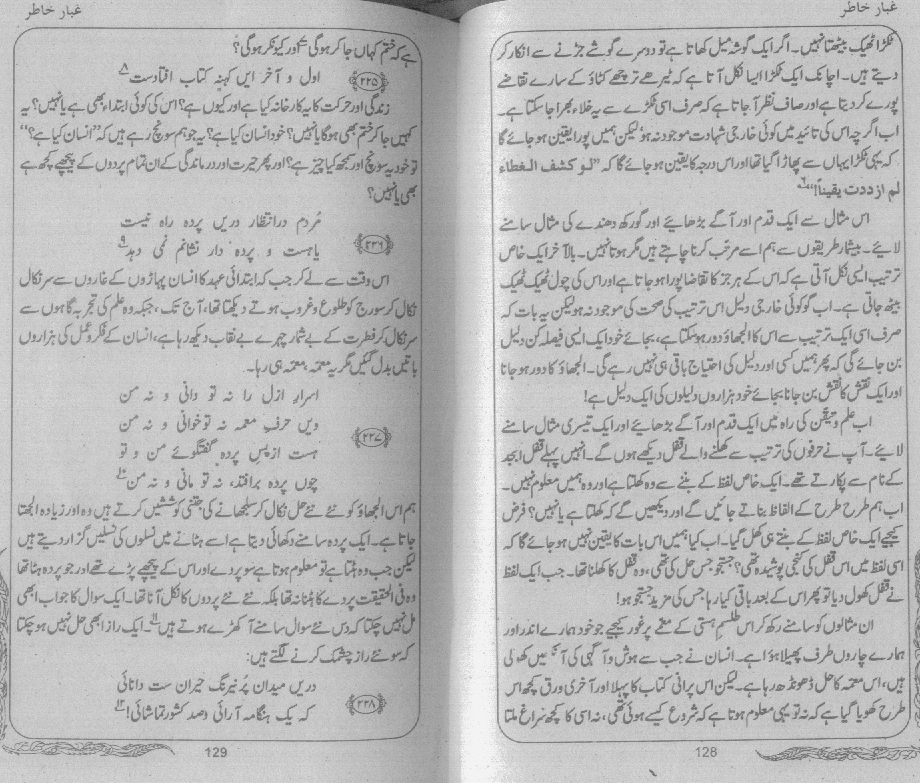 غبار خاطر
ٹکڑا ٹھیک بیٹھتا نہیں۔ اگر ایک گوشہ میل کھاتا ہے تو دوسرے گوشے جڑنے سے انکار کر
دیتے ہیں۔ اچانک ایک ٹکڑا ایسا نکل آتا ہے کہ ٹیڑھے ترچھے کٹاؤ کے سارے تقاضے
پورے کر دیتا ہے اور صاف نظر آ جاتا ہے کہ صرف اسی ٹکڑے سے یہ خلاء بھرا جا سکتا ہے۔
اب اگرچہ اس کی تائید میں کوئی خارجی شہادت موجود نہ ہو لیکن ہمیں پورا یقین ہو جائے گا
کہ یہی ٹکڑا یہاں سے پھاڑا گیا تھا اور اس درجہ کا یقین ہو جائے گا کہ ”لو کشف الغطاء
لم ازددت یقیناً“۶
اس مثال سے ایک قدم اور آگے بڑھائیے اور گورکھ دھندے کی مثال سامنے
لائیے۔ بیشمار طریقوں سے ہم اسے مرتب کرنا چاہتے ہیں مگر ہوتا نہیں۔ بالآخر ایک خاص
ترتیب ایسی نکل آتی ہے کہ اس کے ہر جز کا تقاضا پورا ہو جاتا ہے اور اس کی چول ٹھیک ٹھیک
بیٹھ جاتی ہے۔ اب گو کوئی خارجی دلیل اس ترتیب کی صحت کی موجود نہ ہو لیکن یہ بات کہ
صرف اسی ایک ترتیب سے اس کا الجھاؤ دور ہو سکتا ہے، بجائے خود ایک ایسی فیصلہ کن دلیل
بن جائے گی کہ پھر ہمیں کسی اور دلیل کی احتیاج باقی ہی نہیں رہے گی۔ الجھاؤ کا دور ہو جانا
اور ایک نقش کا نقش بن جانا بجائے خود ہزاروں دلیلوں کی ایک دلیل ہے!
اب علم و تیقن کی راہ میں ایک قدم اور آگے بڑھائیے اور ایک تیسری مثال سامنے
لائیے۔ آپ نے حرفوں کی ترتیب سے کھلنے والے قفل دیکھے ہوں گے۔ انہیں پہلے قفل ابجد
کے نام سے پکارتے تھے۔ ایک خاص لفظ کے بننے سے وہ کھلتا ہے اور وہ ہمیں معلوم نہیں۔
اب ہم طرح طرح کے الفاظ بناتے جائیں گے اور دیکھیں گے کہ کھلتا ہے یا نہیں؟ فرض
کیجیے ایک خاص لفظ کے بنتے ہی کھل گیا۔ اب کیا ہمیں اس بات کا یقین نہیں ہو جائے گا کہ
اسی لفظ میں اس قفل کی کنجی پوشیدہ تھی؟ جستجو جس حل کی تھی، وہ قفل کا کھلنا تھا۔ جب ایک لفظ
نے قفل کھول دیا تو پھر اس کے بعد باقی کیا رہا جس کی مزید جستجو ہو!
ان مثالوں کو سامنے رکھ کر اس طلسم ہستی کے معمے پر غور کیجیے جو خود ہمارے اندر اور
ہمارے چاروں طرف پھیلا ہوا ہے۔ انسان نے جب سے ہوش و آگہی کی آنکھیں کھولی
ہیں، اس معمہ کا حل ڈھونڈھ رہا ہے۔ لیکن اس پرانی کتاب کا پہلا اور آخری ورق کچھ اس
طرح کھویا گیا ہے کہ نہ تو یہی معلوم ہوتا ہے کہ شروع کیسے ہوئی تھی، نہ اسی کا کچھ سراغ ملتا
128
غبار خاطر
ہے کہ ختم کہاں جا کر ہو گی۷ اور کیونکر ہو گی؟
اول و آخر ایں کہنہ کتاب افتادست۸ ۲۳۵
زندگی اور حرکت کا یہ کارخانہ کیا ہے اور کیوں ہے؟ اس کی کوئی ابتداء بھی ہے یا نہیں؟ یہ
کہیں جا کر ختم بھی ہو گا یا نہیں؟ خود انسان کیا ہے؟ یہ جو ہم سونچ رہے ہیں کہ ”انسان کیا ہے؟“
تو خود یہ سونچ اور سمجھ کیا چیز ہے؟ اور پھر حیرت اور درماندگی کے ان تمام پردوں کے پیچھے کچھ ہے
بھی یا نہیں؟
مردم در انتظار دریں پردہ راہ نیست
یا ہست و پردہ دار نشانم نمی دہد۹ ۲۳۶
اس وقت سے لے کر جب کہ ابتدائی عہد کا انسان پہاڑوں کے غاروں سے سر نکال
نکال کر سورج کو طلوع و غروب ہوتے دیکھتا تھا، آج تک، جبکہ وہ علم کی تجربہ گاہوں سے
سر نکال کر فطرت کے بے شمار چہرے بے نقاب دیکھ رہا ہے، انسان کے فکر و عمل کی ہزاروں
باتیں بدل گئیں مگر یہ معمہ، معمہ ہی رہا۔
اسرار ازل را نہ تو دانی و نہ من
ویں حرفِ معمہ نہ تو خوانی و نہ من
ہست از پسِ پردہ گفتگوئے من و تو ۲۳۷
چوں پردہ برافتد، نہ تو مانی و نہ من۱۰
ہم اس الجھاؤ کو نئے نئے حل نکال کر سلجھانے کی جتنی کوششیں کرتے ہیں وہ اور زیادہ الجھتا
جاتا ہے۔ ایک پردہ سامنے دکھائی دیتا ہے اسے ہٹانے میں نسلوں کی نسلیں گزار دیتے ہیں
لیکن جب وہ ہٹتا ہے تو معلوم ہوتا ہے سو پردے اور اس کے پیچھے پڑے تھے اور جو پردہ ہٹا تھا
وہ فی الحقیقت پردے کا ہٹنا نہ تھا بلکہ نئے نئے پردوں کا نکل آنا تھا۔ ایک سوال کا جواب ابھی
مل نہیں چکتا کہ دس نئے سوال سامنے آ کھڑے ہوتے ہیں۱۱۔ ایک راز ابھی حل نہیں ہو چکتا
کہ سو نئے راز چشمک کرنے لگتے ہیں:
دریں میدان پُر نیرنگ حیران ست دانائی
کہ یک ہنگامہ آرائی و صد کشور تماشائی!۱۲ ۲۳۸
129